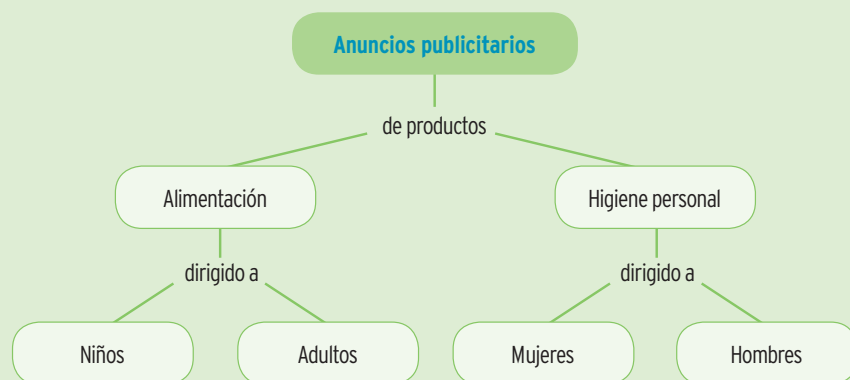 Anuncios publicitarios
de productos
Alimentación
Higiene personal
dirigido a
dirigido a
Niños
Adultos
Mujeres
Hombres